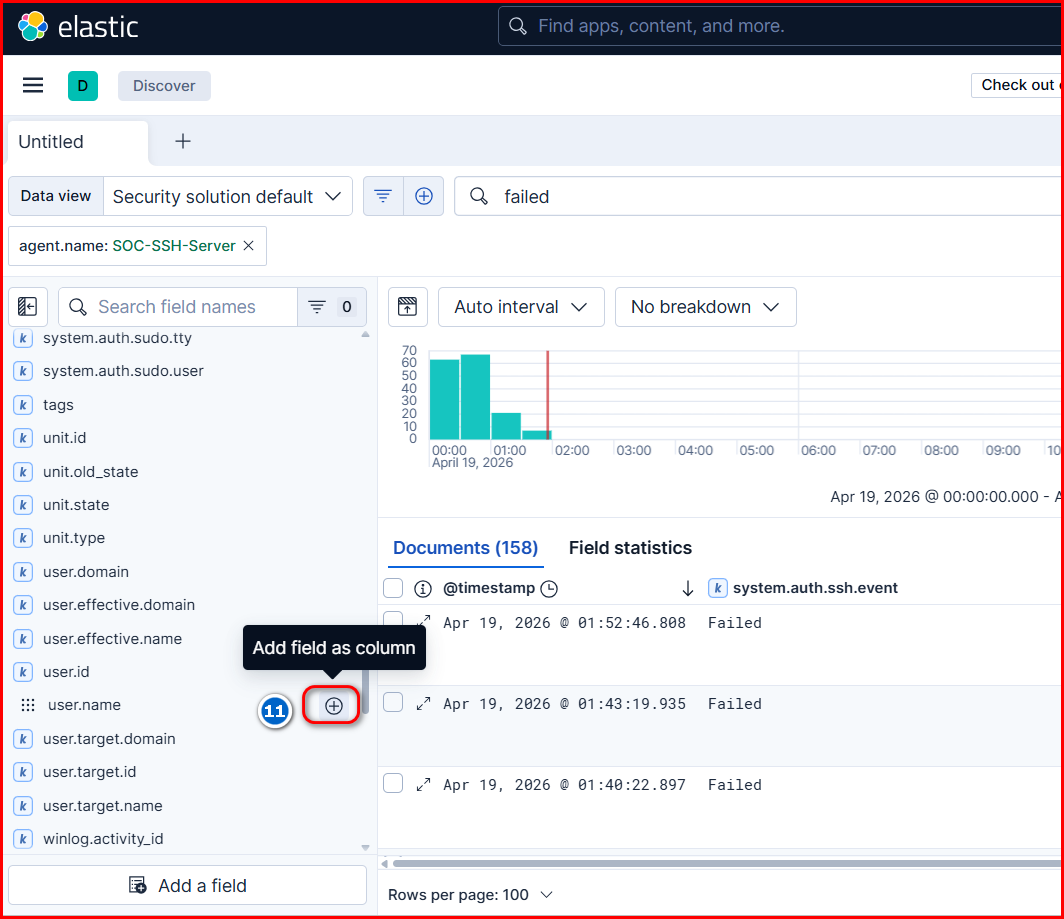 elastic
Find apps, content, and more.
D
Discover
Check out
Untitled
Data view
Security solution default
failed
agent.name: SOC-SSH-Server
Search field names
0
Auto interval
No breakdown
k system.auth.sudo.tty
k system.auth.sudo.user
k tags
k unit.id
k unit.old_state
k unit.state
k unit.type
k user.domain
k user.effective.domain
k user.effective.name
k user.id
user.name
k user.target.domain
k user.target.id
k user.target.name
k winlog.activity_id
Add field as column
11
Add a field
70
60
50
40
30
20
10
0
00:00 01:00 02:00 03:00 04:00 05:00 06:00 07:00 08:00 09:00 10
April 19, 2026
Apr 19, 2026 @ 00:00:00.000 - A
Documents (158)
Field statistics
@timestamp
k system.auth.ssh.event
Apr 19, 2026 @ 01:52:46.808 Failed
Apr 19, 2026 @ 01:43:19.935 Failed
Apr 19, 2026 @ 01:40:22.897 Failed
Rows per page: 100